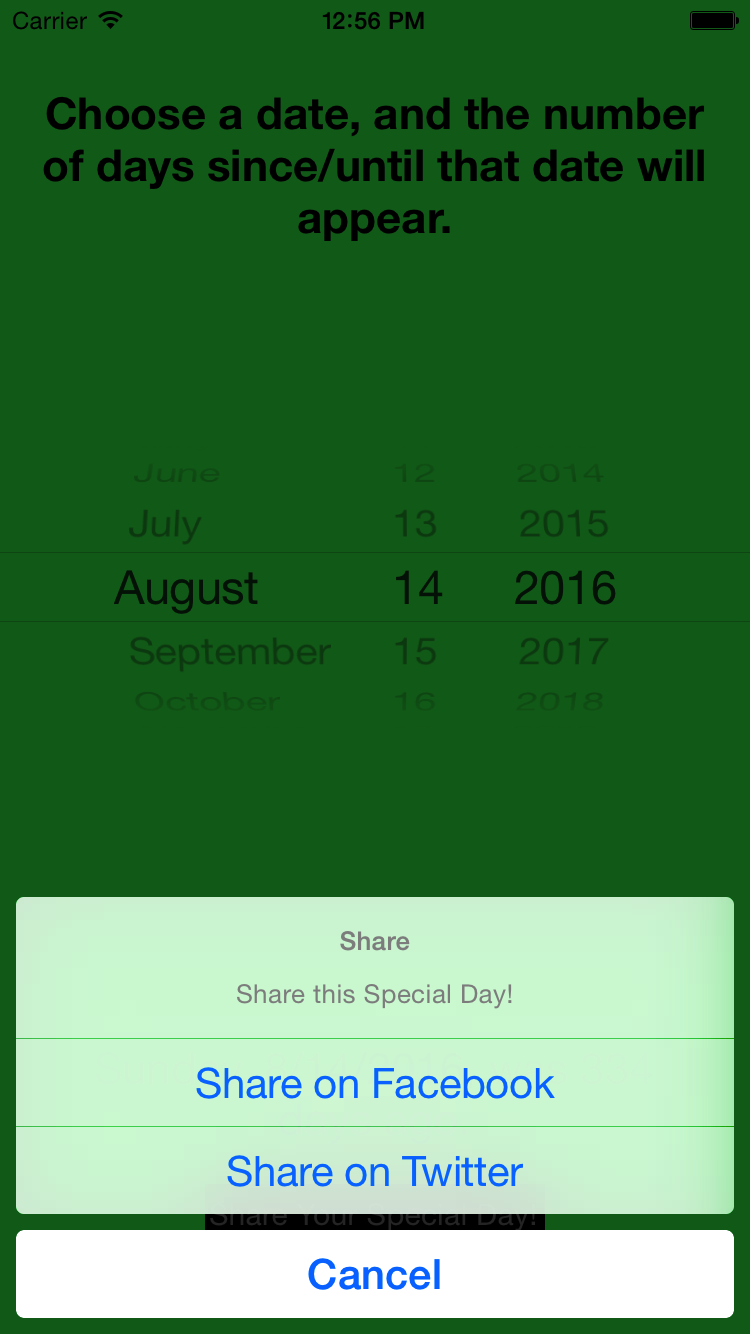 Carrier 12:56 PM
Choose a date, and the number
of days since/until that date will
appear.
June 12 2014
July 13 2015
August 14 2016
September 15 2017
October 16 2018
Share
Share this Special Day!
Share on Facebook
Share on Twitter
Share Your Special Day!
Cancel